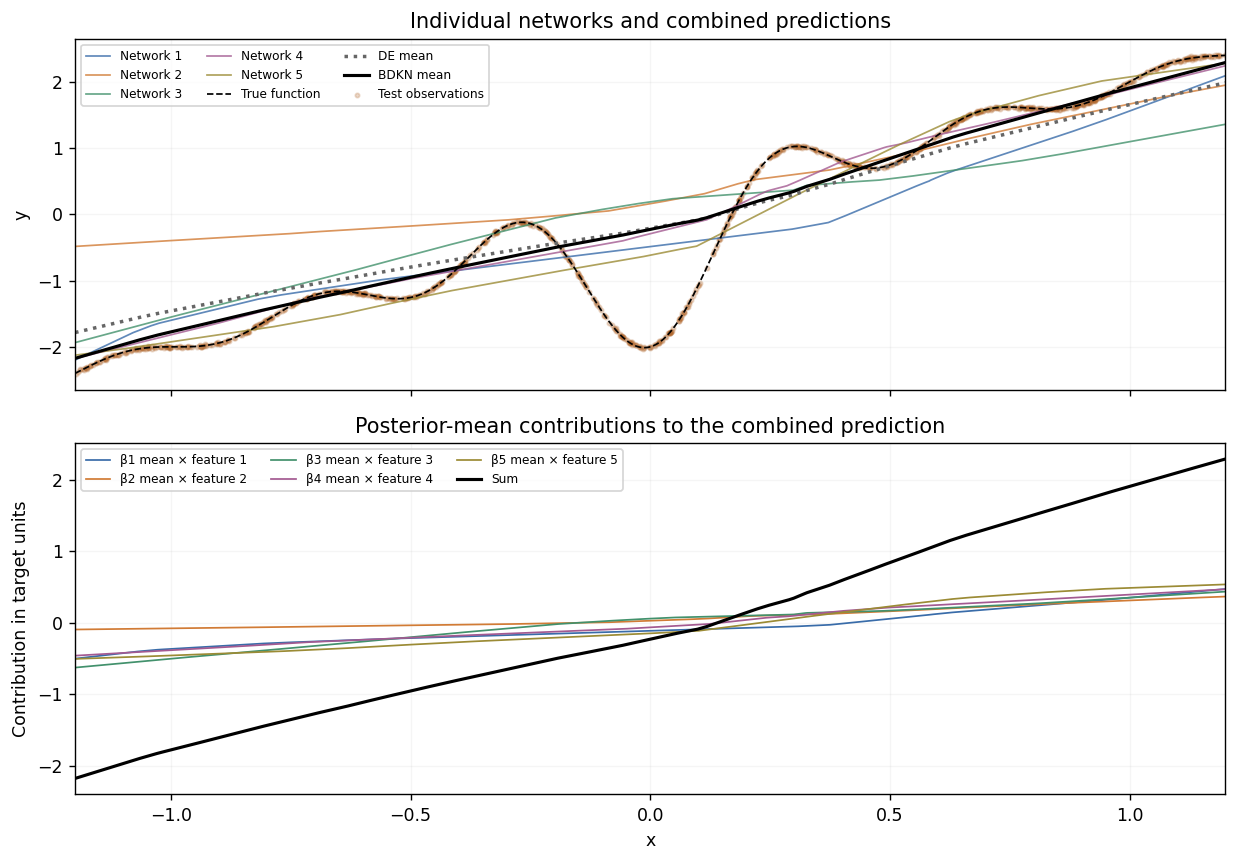 Individual networks and combined predictions
Network 1
Network 2
Network 3
Network 4
Network 5
True function
DE mean
BDKN mean
Test observations
y
2
1
0
−1
−2
Posterior-mean contributions to the combined prediction
β1 mean × feature 1
β2 mean × feature 2
β3 mean × feature 3
β4 mean × feature 4
β5 mean × feature 5
Sum
Contribution in target units
2
1
0
−1
−2
−1.0
−0.5
0.0
0.5
1.0
x